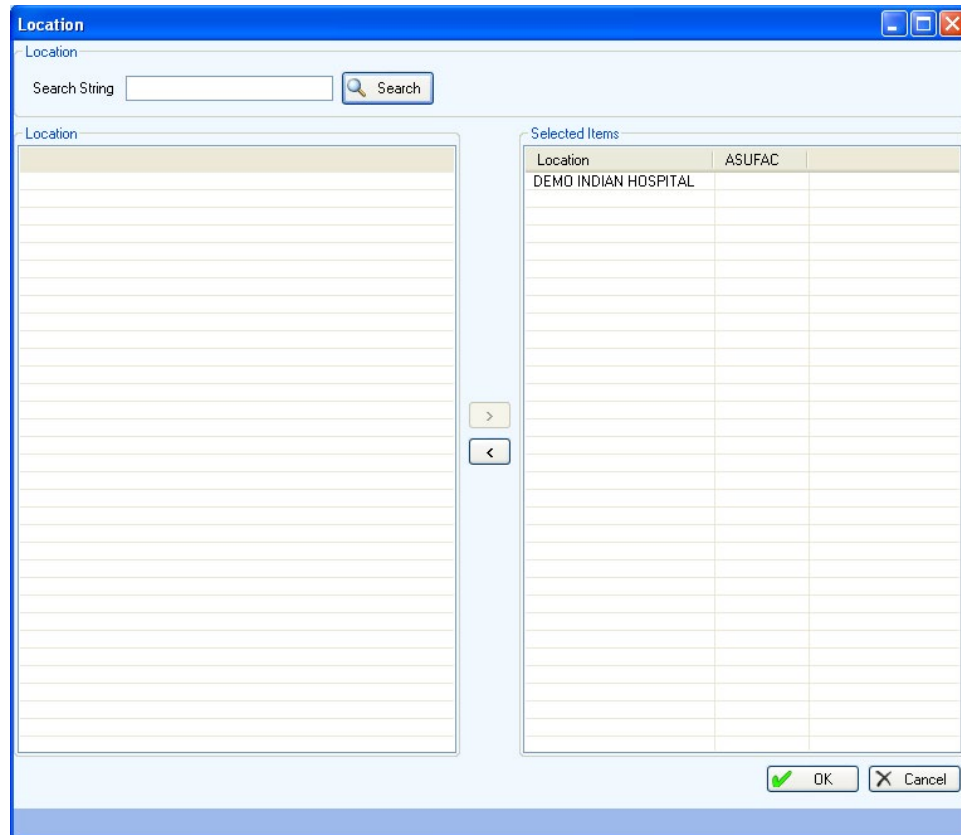 Location
Location
Search String Search
Location
Selected Items
Location ASUFAC
DEMO INDIAN HOSPITAL
>
<
OK Cancel